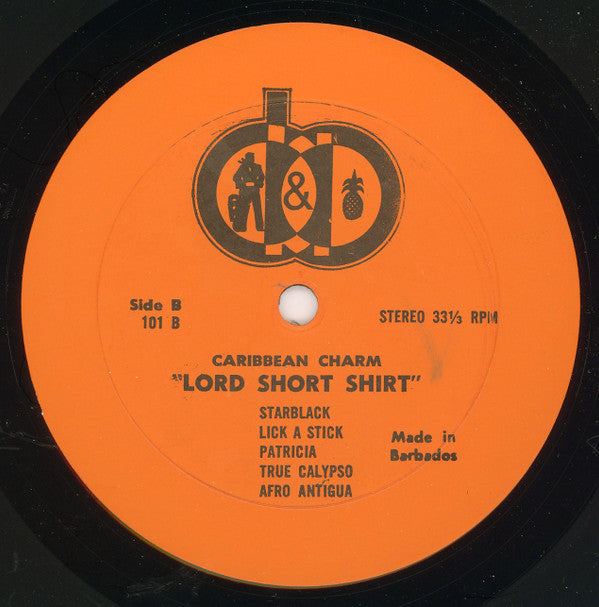 &
Side B
101 B
STEREO 33⅓ RPM
CARIBBEAN CHARM
"LORD SHORT SHIRT"
STARBLACK
LICK A STICK
PATRICIA
TRUE CALYPSO
AFRO ANTIGUA
Made in
Barbados